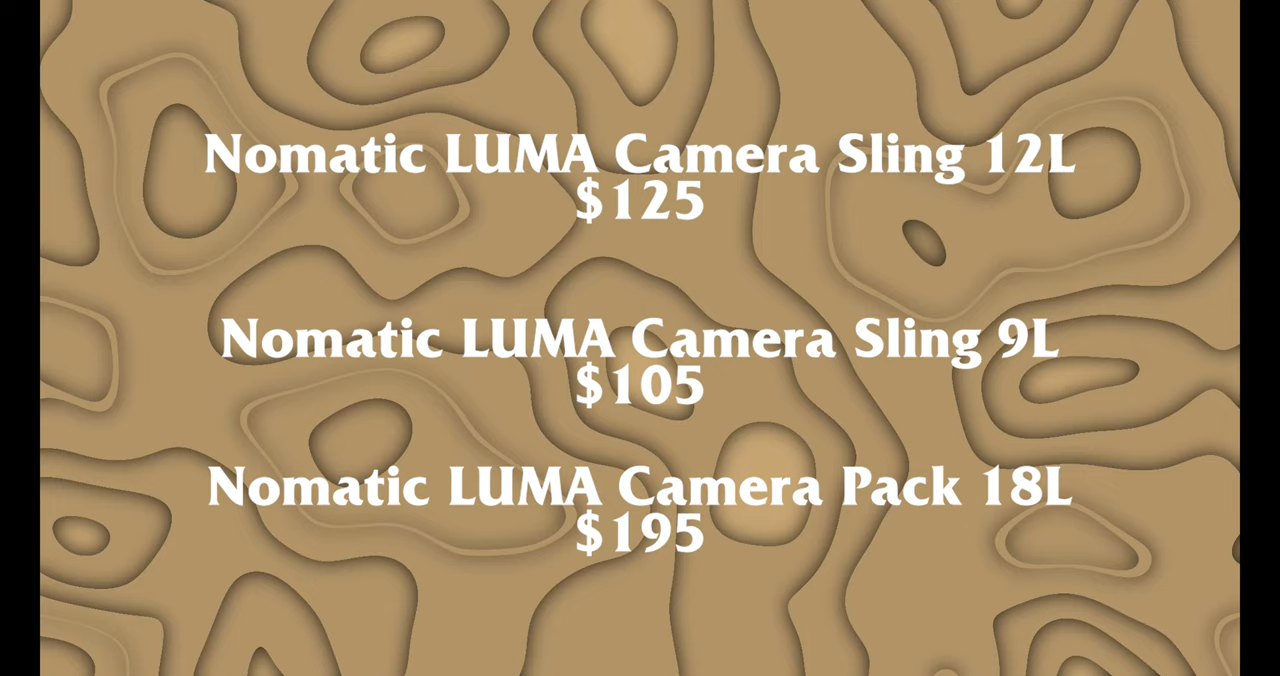 Nomatic LUMA Camera Sling 12L
$125
Nomatic LUMA Camera Sling 9L
$105
Nomatic LUMA Camera Pack 18L
$195